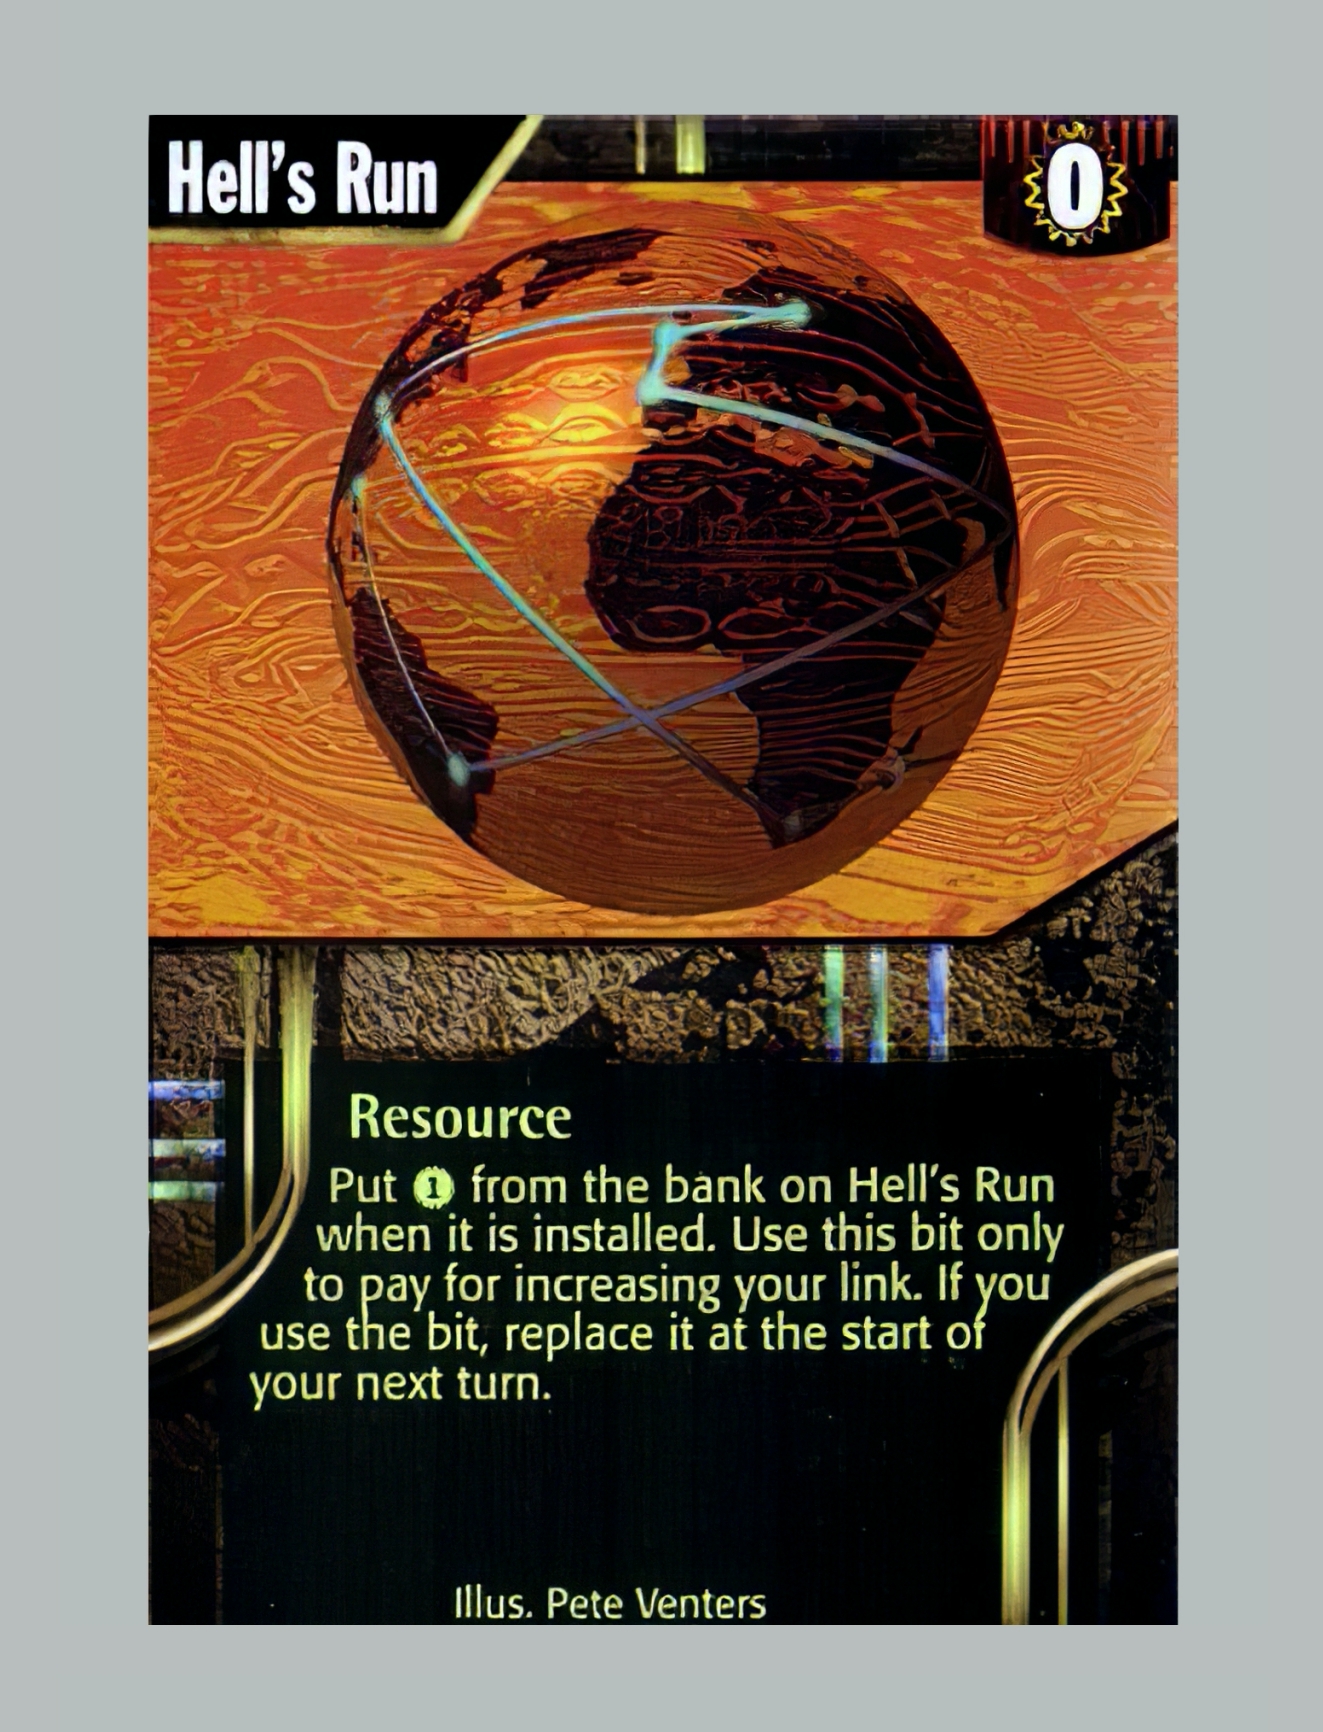 Hell's Run
0
Resource
Put 1 from the bank on Hell's Run
when it is installed. Use this bit only
to pay for increasing your link. If you
use the bit, replace it at the start of
your next turn.
Illus. Pete Venters